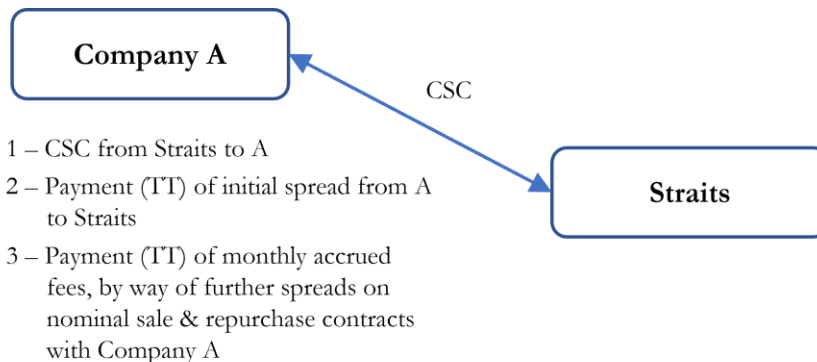 Company A
CSC
Straits
1 – CSC from Straits to A
2 – Payment (TT) of initial spread from A
to Straits
3 – Payment (TT) of monthly accrued
fees, by way of further spreads on
nominal sale & repurchase contracts
with Company A